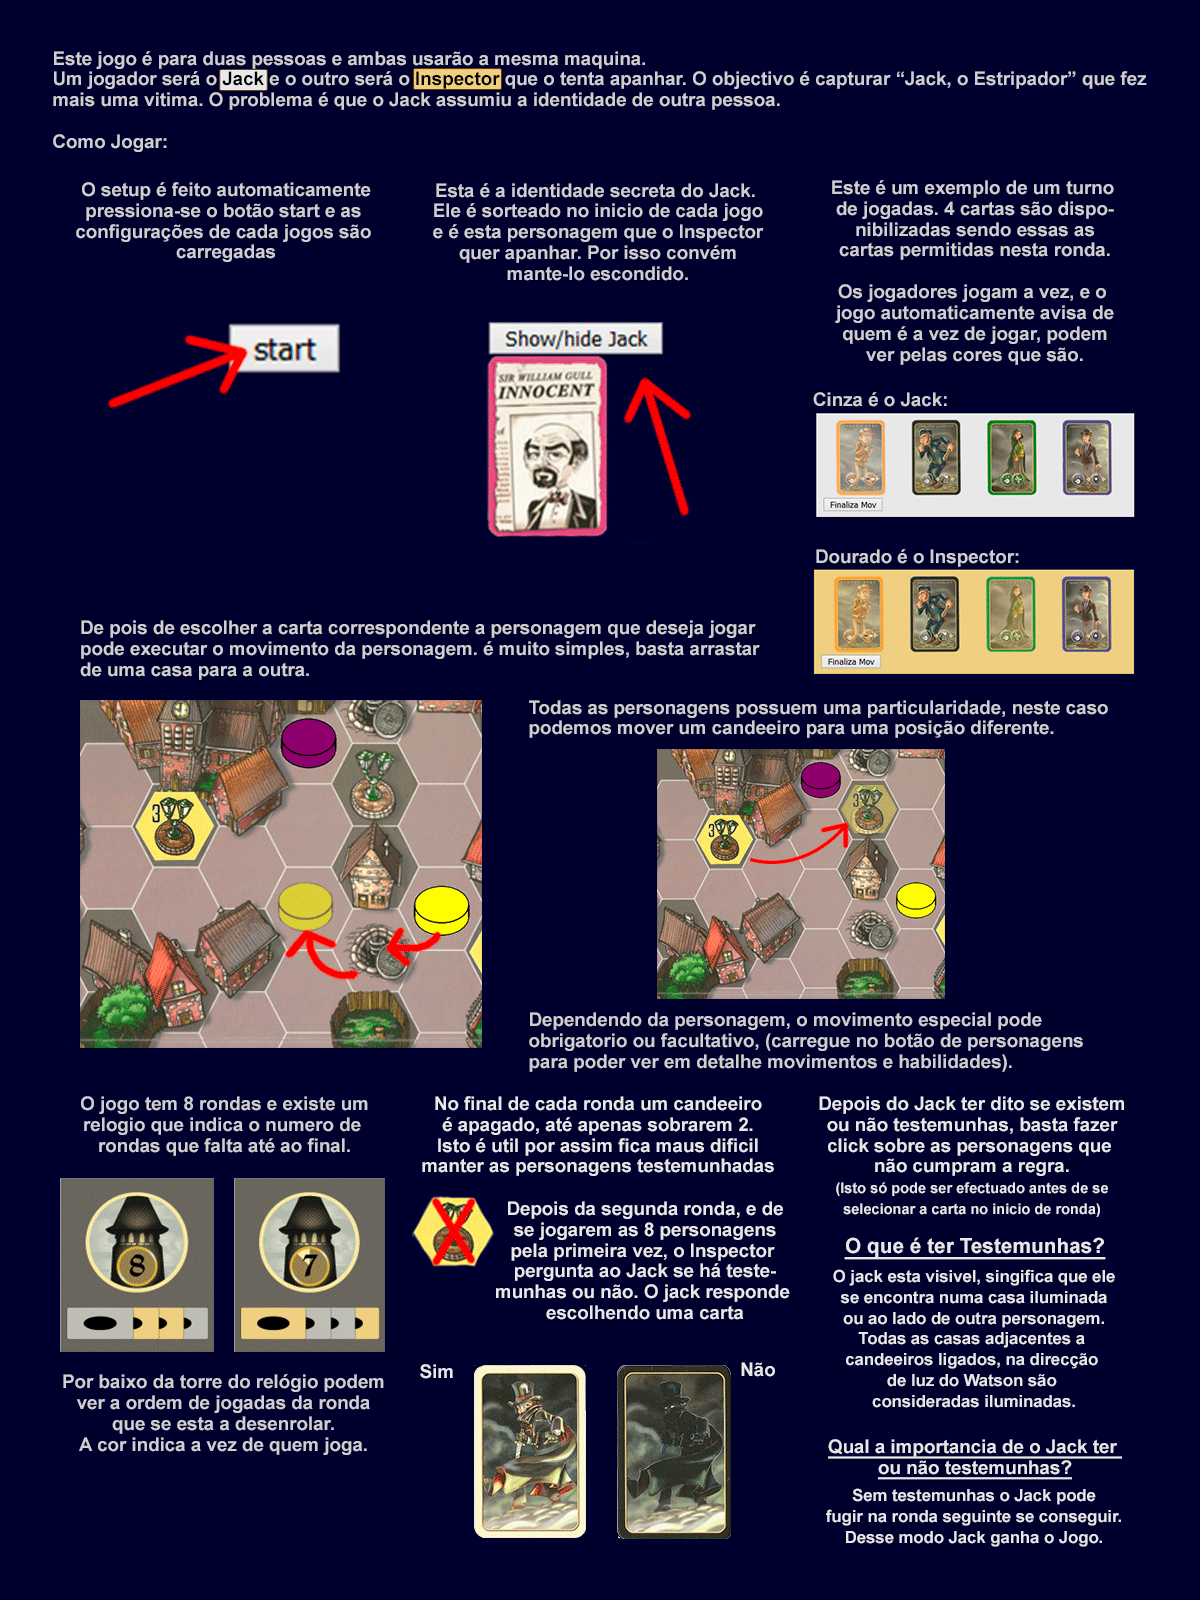 Este jogo é para duas pessoas e ambas usarão a mesma maquina.
Um jogador será o Jack e o outro será o Inspector que o tenta apanhar. O objectivo é capturar “Jack, o Estripador” que fez
mais uma vitima. O problema é que o Jack assumiu a identidade de outra pessoa.
Como Jogar:
O setup é feito automaticamente
pressiona-se o botão start e as
configurações de cada jogos são
carregadas
start
Esta é a identidade secreta do Jack.
Ele é sorteado no inicio de cada jogo
e é esta personagem que o Inspector
quer apanhar. Por isso convém
mante-lo escondido.
Show/hide Jack
SIR WILLIAM GULL
INNOCENT
Este é um exemplo de um turno
de jogadas. 4 cartas são dispo-
nibilizadas sendo essas as
cartas permitidas nesta ronda.
Os jogadores jogam a vez, e o
jogo automaticamente avisa de
quem é a vez de jogar, podem
ver pelas cores que são.
Cinza é o Jack:
Finaliza Mov
Dourado é o Inspector:
Finaliza Mov
De pois de escolher a carta correspondente a personagem que deseja jogar
pode executar o movimento da personagem. é muito simples, basta arrastar
de uma casa para a outra.
3
Todas as personagens possuem uma particularidade, neste caso
podemos mover um candeeiro para uma posição diferente.
3
Dependendo da personagem, o movimento especial pode
obrigatorio ou facultativo, (carregue no botão de personagens
para poder ver em detalhe movimentos e habilidades).
O jogo tem 8 rondas e existe um
relogio que indica o numero de
rondas que falta até ao final.
8
7
Por baixo da torre do relógio podem
ver a ordem de jogadas da ronda
que se esta a desenrolar.
A cor indica a vez de quem joga.
No final de cada ronda um candeeiro
é apagado, até apenas sobrarem 2.
Isto é util por assim fica maus dificil
manter as personagens testemunhadas
Depois da segunda ronda, e de
se jogarem as 8 personagens
pela primeira vez, o Inspector
pergunta ao Jack se há teste-
munhas ou não. O jack responde
escolhendo uma carta
Sim
Não
Depois do Jack ter dito se existem
ou não testemunhas, basta fazer
click sobre as personagens que
não cumpram a regra.
(Isto só pode ser efectuado antes de se
selecionar a carta no inicio de ronda)
O que é ter Testemunhas?
O jack esta visivel, singifica que ele
se encontra numa casa iluminada
ou ao lado de outra personagem.
Todas as casas adjacentes a
candeeiros ligados, na direcção
de luz do Watson são
consideradas iluminadas.
Qual a importancia de o Jack ter
ou não testemunhas?
Sem testemunhas o Jack pode
fugir na ronda seguinte se conseguir.
Desse modo Jack ganha o Jogo.